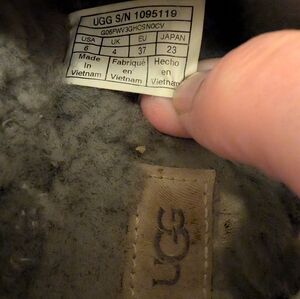 UGG S/N 1095119
G06FWV33HCSN0CV
USA UK EU JAPAN
6 4 37 23
Made in Vietnam
Fabriqué en Vietnam
Hecho en Vietnam
UGG